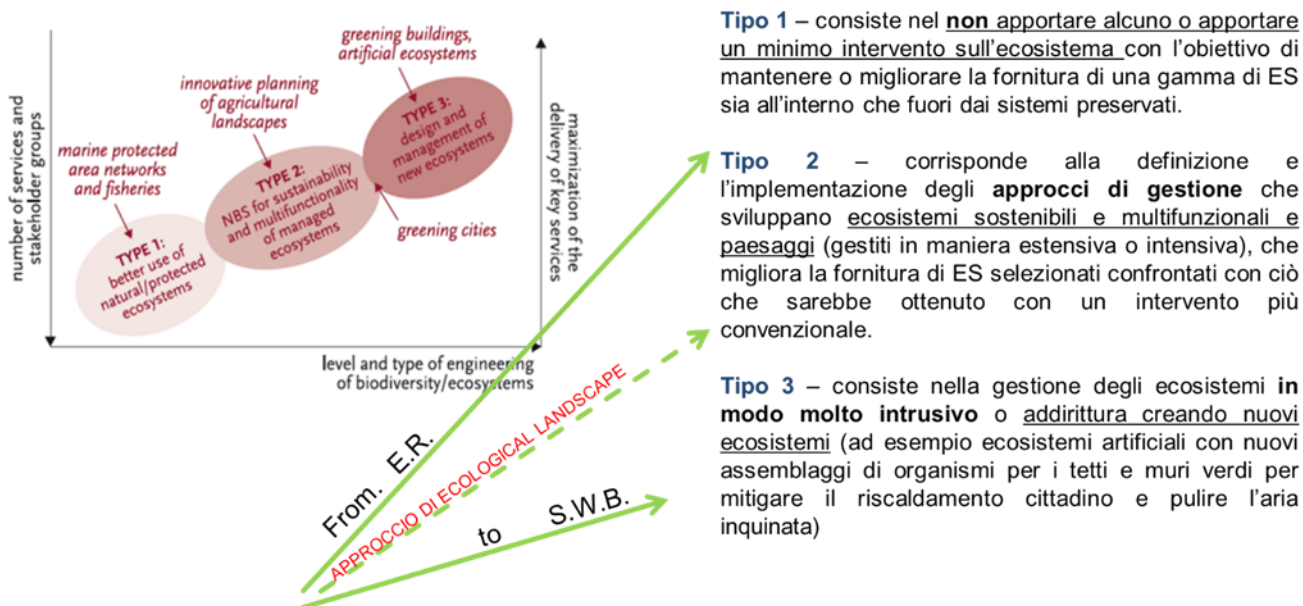 number of services and
stakeholder groups
marine protected
area networks
and fisheries
TYPE 1:
better use of
natural/protected
ecosystems
innovative planning
of agricultural
landscapes
TYPE 2:
NBS for sustainability
and multifunctionality
of managed
ecosystems
greening buildings,
artificial ecosystems
TYPE 3:
design and
management of
new ecosystems
greening cities
maximization of the
delivery of key services
level and type of engineering
of biodiversity/ecosystems
From. E.R.
APPROCCIO DI ECOLOGICAL LANDSCAPE
to S.W.B.
Tipo 1 – consiste nel non apportare alcuno o apportare
un minimo intervento sull'ecosistema con l'obiettivo di
mantenere o migliorare la fornitura di una gamma di ES
sia all'interno che fuori dai sistemi preservati.
Tipo 2 – corrisponde alla definizione e
l'implementazione degli approcci di gestione che
sviluppano ecosistemi sostenibili e multifunzionali e
paesaggi (gestiti in maniera estensiva o intensiva), che
migliora la fornitura di ES selezionati confrontati con ciò
che sarebbe ottenuto con un intervento più
convenzionale.
Tipo 3 – consiste nella gestione degli ecosistemi in
modo molto intrusivo o addirittura creando nuovi
ecosistemi (ad esempio ecosistemi artificiali con nuovi
assemblaggi di organismi per i tetti e muri verdi per
mitigare il riscaldamento cittadino e pulire l'aria
inquinata)